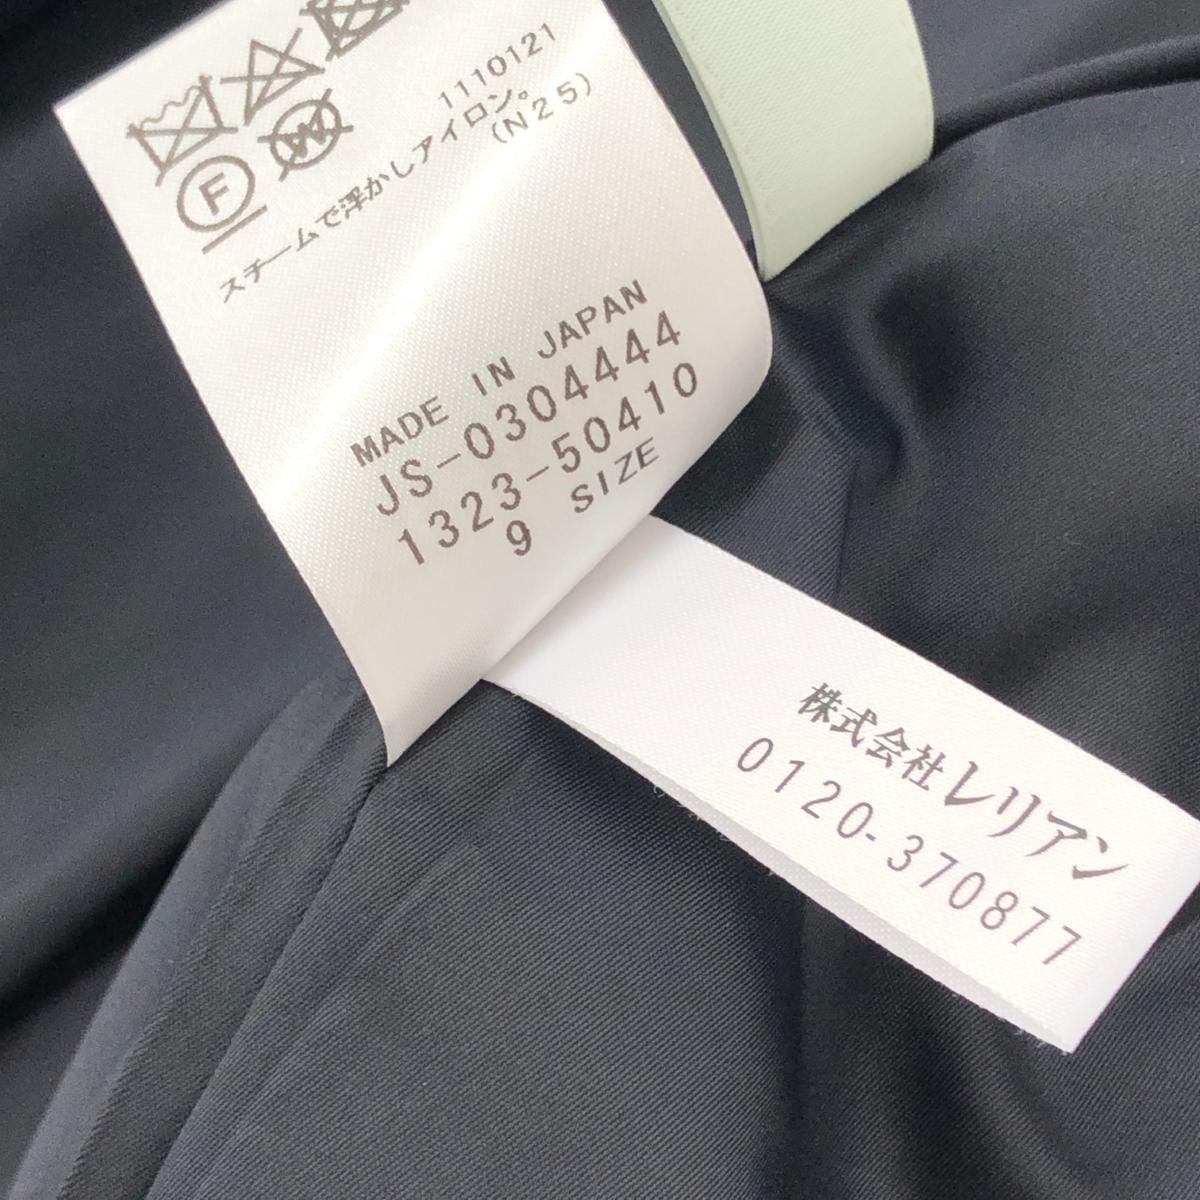 1110121
スチームで浮かしアイロン。
(N25)
MADE IN JAPAN
JS-0304444
1323-50410
9 SIZE
株式会社レリアン
0120-370877